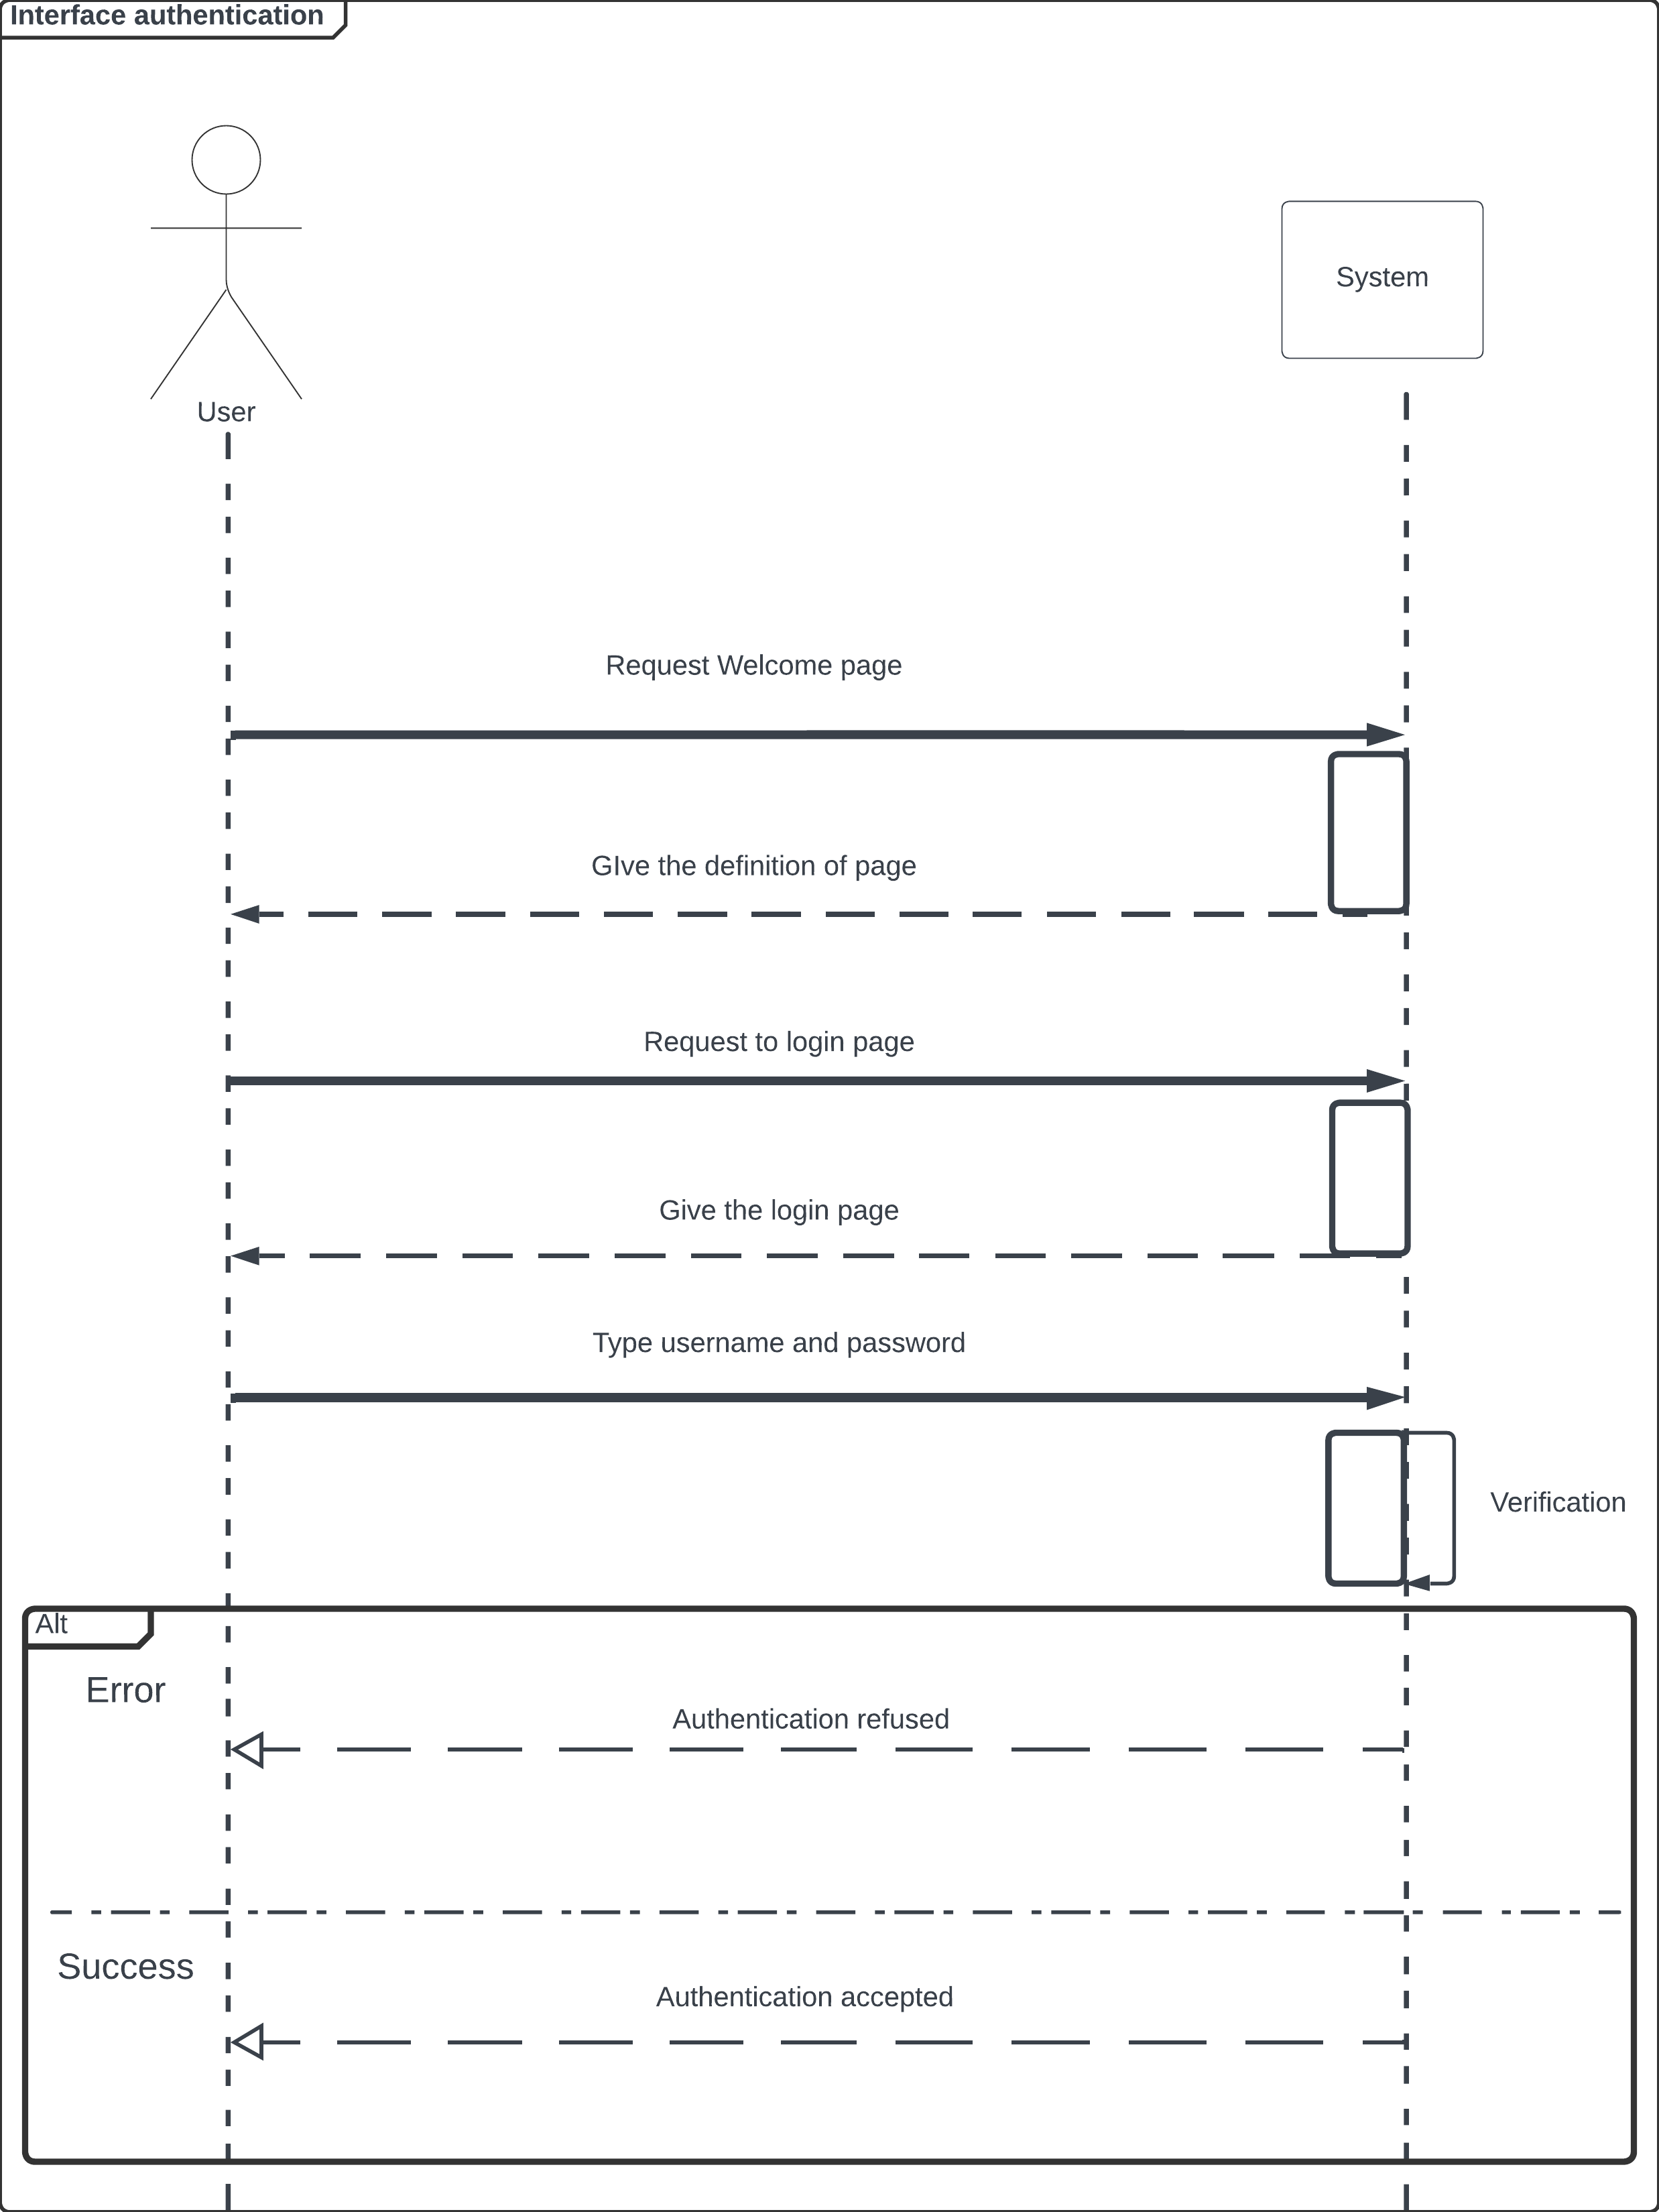 Interface authentication
User
System
Request Welcome page
GIve the definition of page
Request to login page
Give the login page
Type username and password
Verification
Alt
Error
Authentication refused
Success
Authentication accepted